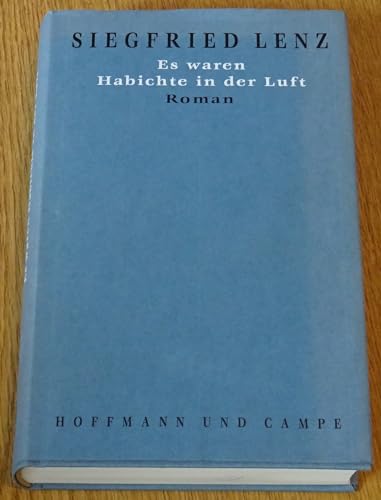 SIEGFRIED LENZ
Es waren
Habichte in der Luft
Roman
HOFFMANN UND CAMPE